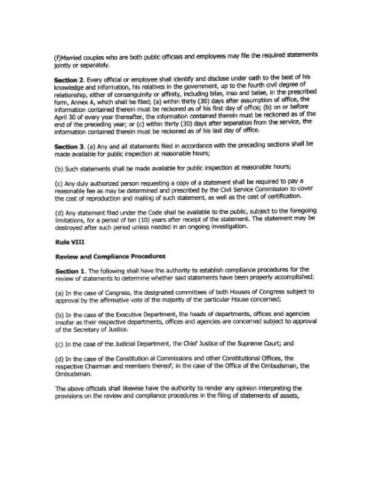 (f)Married couples who are both public officials and employees may file the required statements
jointly or separately.
Section 2. Every official or employee shall identify and disclose under oath to the best of his
knowledge and information, his relatives in the government, up to the fourth civil degree of
relationship, either of consanguinity or affinity, including bilas, inso and balae, in the prescribed
form, Annex A, which shall be filed; (a) within thirty (30) days after assumption of office, the
information contained therein must be reckoned as of his first day of office; (b) on or before
April 30 of every year thereafter, the information contained therein must be reckoned as of the
end of the preceding year; or (c) within thirty (30) days after separation from the service, the
information contained therein must be reckoned as of his last day of office.
Section 3. (a) Any and all statements filed in accordance with the preceding sections shall be
made available for public inspection at reasonable hours;
(b) Such statements shall be made available for public inspection at reasonable hours;
(c) Any duly authorized person requesting a copy of a statement shall be required to pay a
reasonable fee as may be determined and prescribed by the Civil Service Commission to cover
the cost of reproduction and mailing of such statement, as well as the cost of certification.
(d) Any statement filed under the Code shall be available to the public, subject to the foregoing
limitations, for a period of ten (10) years after receipt of the statement. The statement may be
destroyed after such period unless needed in an ongoing investigation.
Rule VIII
Review and Compliance Procedures
Section 1. The following shall have the authority to establish compliance procedures for the
review of statements to determine whether said statements have been properly accomplished:
(a) In the case of Congress, the designated committees of both Houses of Congress subject to
approval by the affirmative vote of the majority of the particular House concerned;
(b) In the case of the Executive Department, the heads of departments, offices and agencies
insofar as their respective departments, offices and agencies are concerned subject to approval
of the Secretary of Justice.
(c) In the case of the Judicial Department, the Chief Justice of the Supreme Court; and
(d) In the case of the Constitution al Commissions and other Constitutional Offices, the
respective Chairman and members thereof; in the case of the Office of the Ombudsman, the
Ombudsman.
The above officials shall likewise have the authority to render any opinion interpreting the
provisions on the review and compliance procedures in the filing of statements of assets,